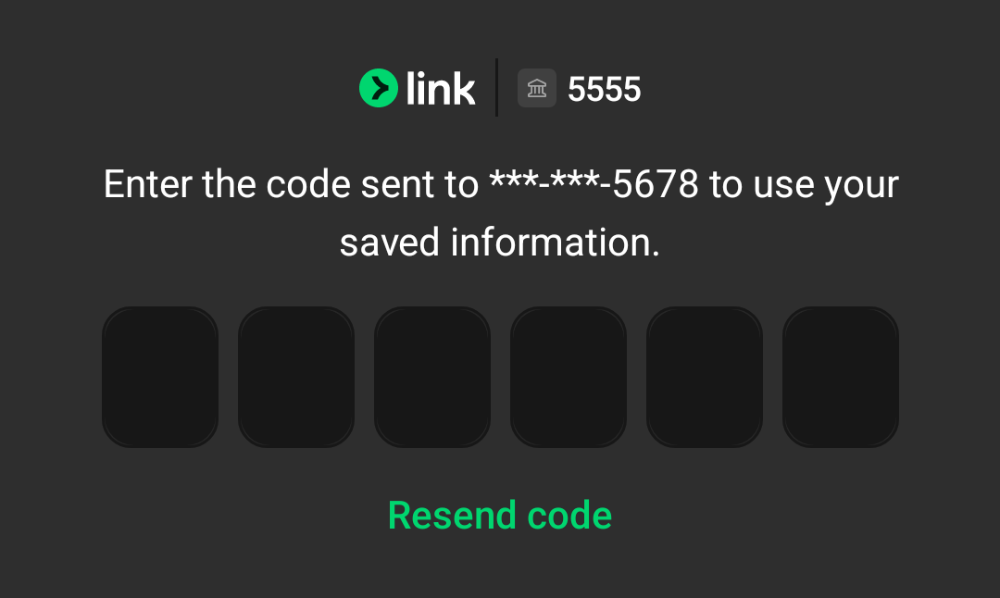 link 5555
Enter the code sent to ***-***-5678 to use your
saved information.
Resend code